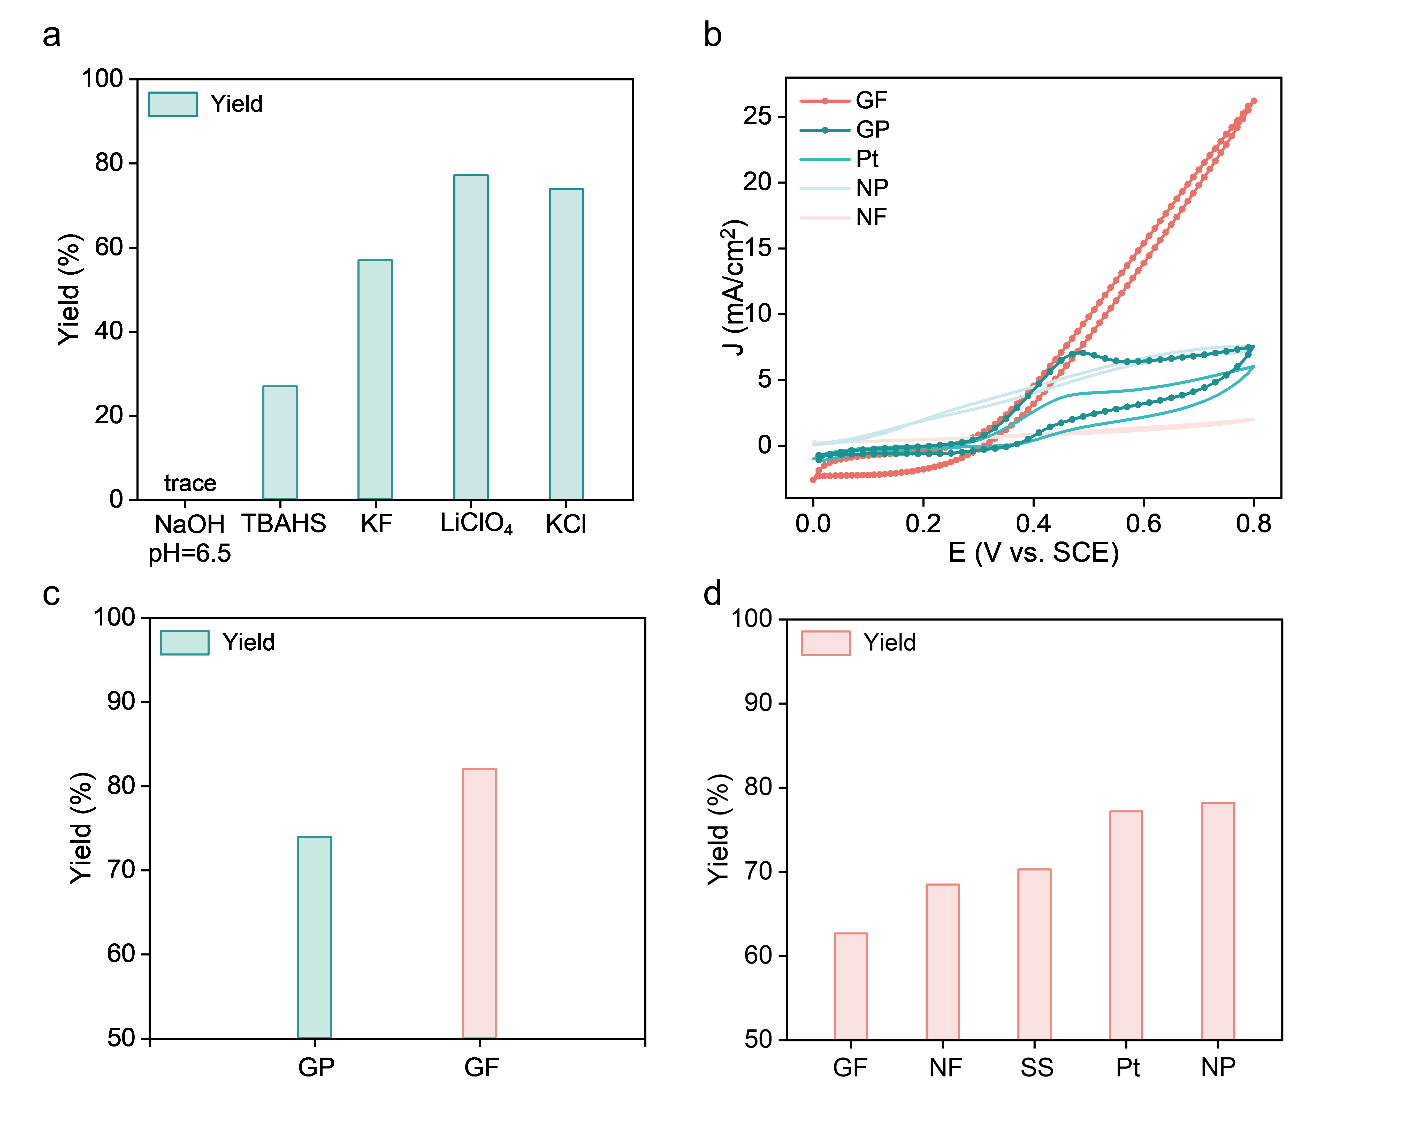 a
100
80
60
40
20
0
Yield (%)
Yield
trace
NaOH
pH=6.5
TBAHS
KF
LiClO₄
KCl
b
GF
GP
Pt
NP
NF
25
20
15
10
5
0
J (mA/cm²)
0.0 0.2 0.4 0.6 0.8
E (V vs. SCE)
c
100
90
80
70
60
50
Yield (%)
Yield
GP GF
d
100
90
80
70
60
50
Yield (%)
Yield
GF NF SS Pt NP